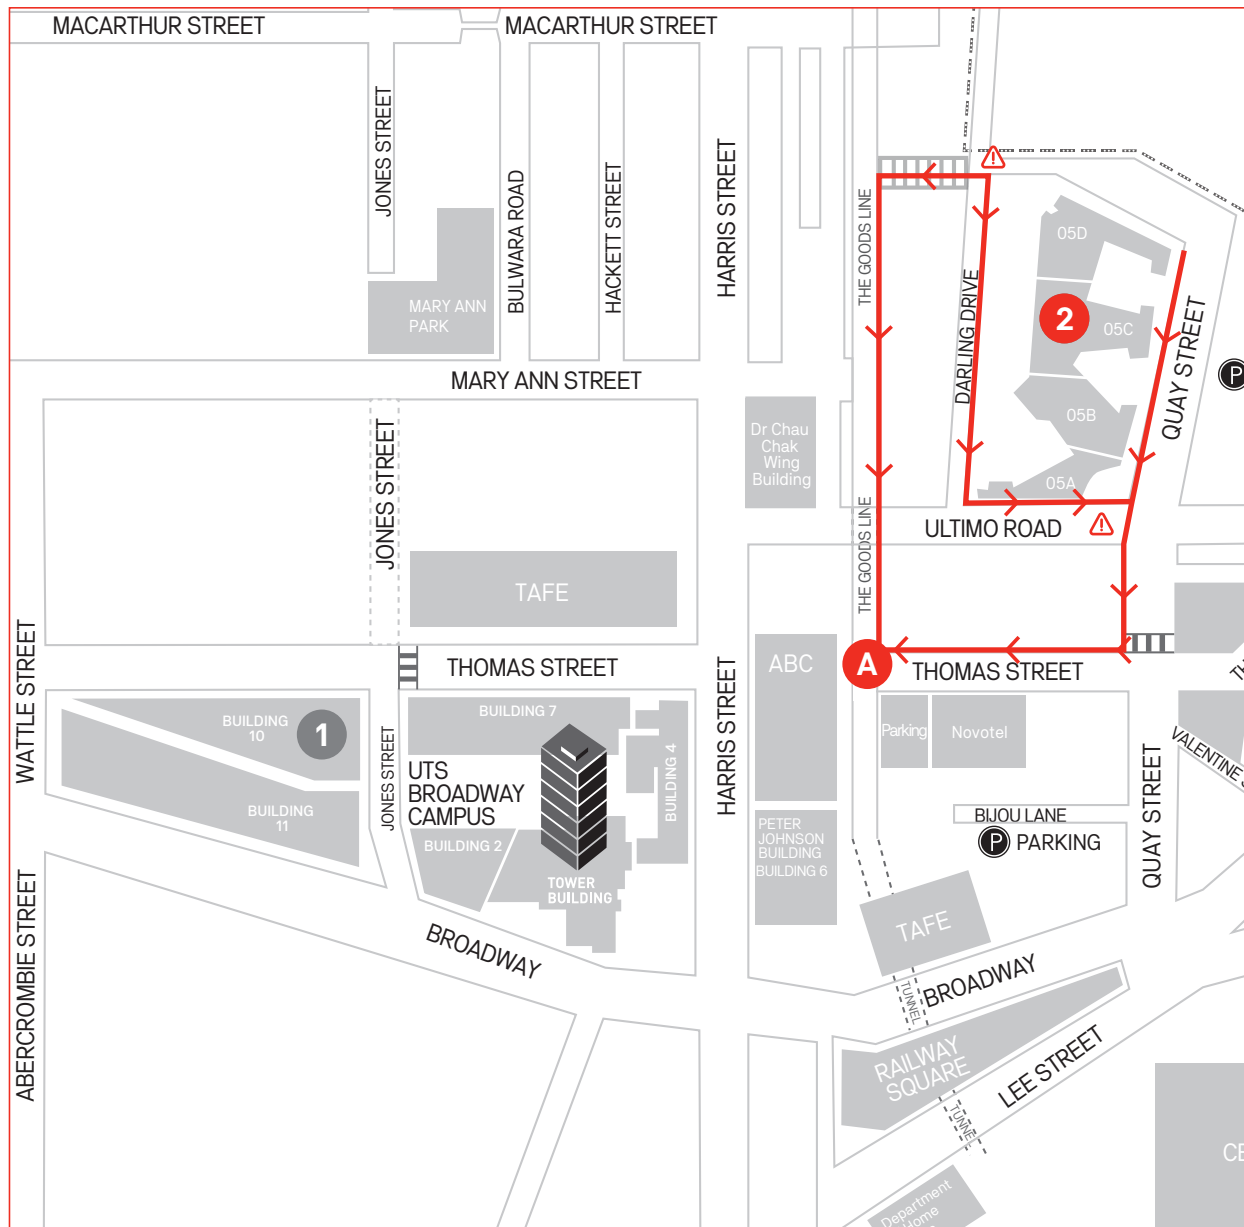 MACARTHUR STREET
MACARTHUR STREET
JONES STREET
BULWARA ROAD
HACKETT STREET
HARRIS STREET
THE GOODS LINE
DARLING DRIVE
QUAY STREET
05D
2
05C
05B
05A
P
MARY ANN
PARK
MARY ANN STREET
JONES STREET
Dr Chau
Chak
Wing
Building
ULTIMO ROAD
THE GOODS LINE
TAFE
WATTLE STREET
THOMAS STREET
HARRIS STREET
ABC
A
THOMAS STREET
BUILDING
10
1
BUILDING
11
JONES STREET
BUILDING 7
UTS
BROADWAY
CAMPUS
BUILDING 4
BUILDING 2
TOWER
BUILDING
Parking
Novotel
QUAY STREET
VALENTINE S
BIJOU LANE
P PARKING
PETER
JOHNSON
BUILDING
BUILDING 6
TAFE
ABERCROMBIE STREET
BROADWAY
BROADWAY
TUNNEL
RAILWAY
SQUARE
LEE STREET
TUNNE
CE
Department
Home